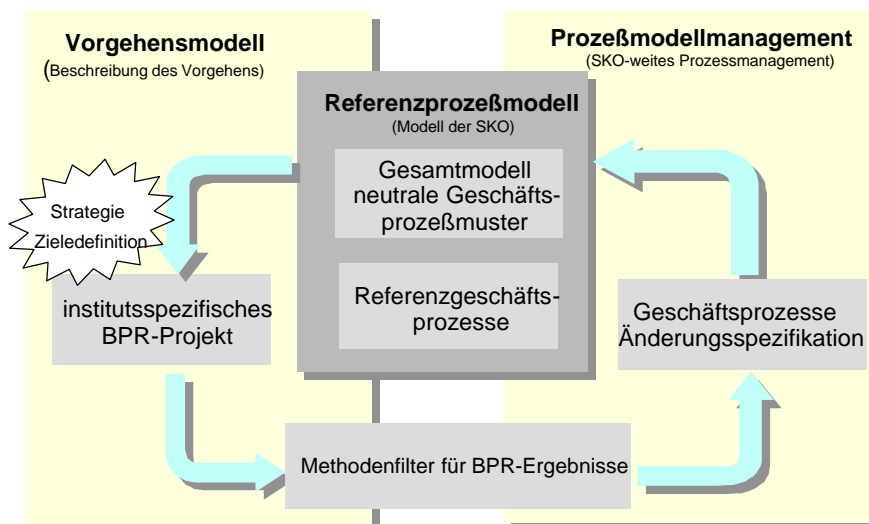 Vorgehensmodell
(Beschreibung des Vorgehens)
Prozeßmodellmanagement
(SKO-weites Prozessmanagement)
Referenzprozeßmodell
(Modell der SKO)
Gesamtmodell
neutrale Geschäfts-
prozeßmuster
Referenzgeschäfts-
prozesse
Strategie
Zieledefinition
institutsspezifisches
BPR-Projekt
Geschäftsprozesse
Änderungsspezifikation
Methodenfilter für BPR-Ergebnisse